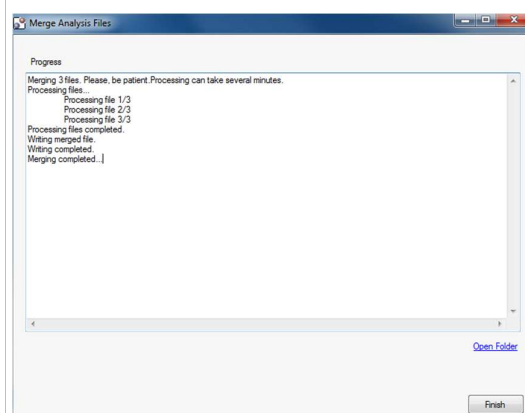 Merge Analysis Files
Progress
Merging 3 files. Please, be patient.Processing can take several minutes.
Processing files...
Processing file 1/3
Processing file 2/3
Processing file 3/3
Processing files completed.
Writing merged file.
Writing completed.
Merging completed...
Open Folder
Finish